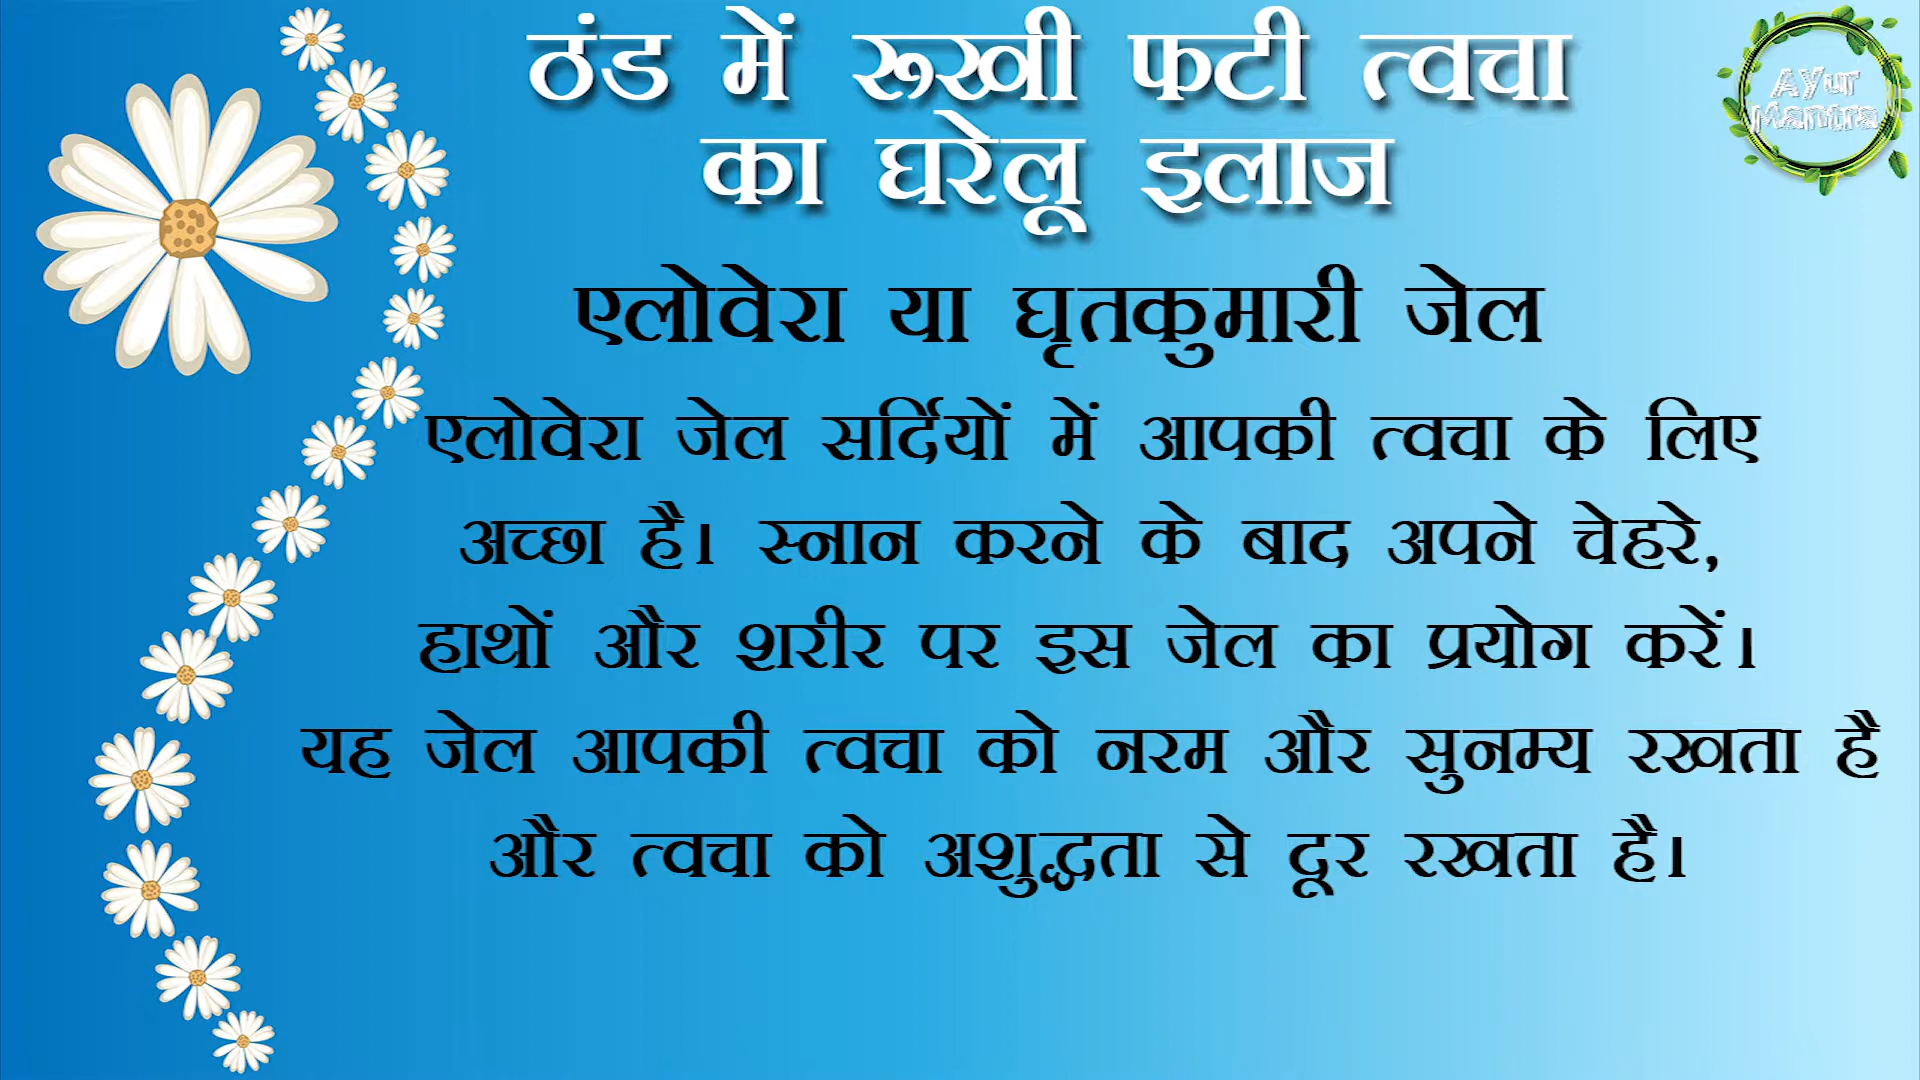 ठंड में रूखी फटी त्वचा
का घरेलू इलाज
AYur
Mantra
एलोवेरा या घृतकुमारी जेल
एलोवेरा जेल सर्दियों में आपकी त्वचा के लिए
अच्छा है। स्नान करने के बाद अपने चेहरे,
हाथों और शरीर पर इस जेल का प्रयोग करें।
यह जेल आपकी त्वचा को नरम और सुनम्य रखता है
और त्वचा को अशुद्धता से दूर रखता है।